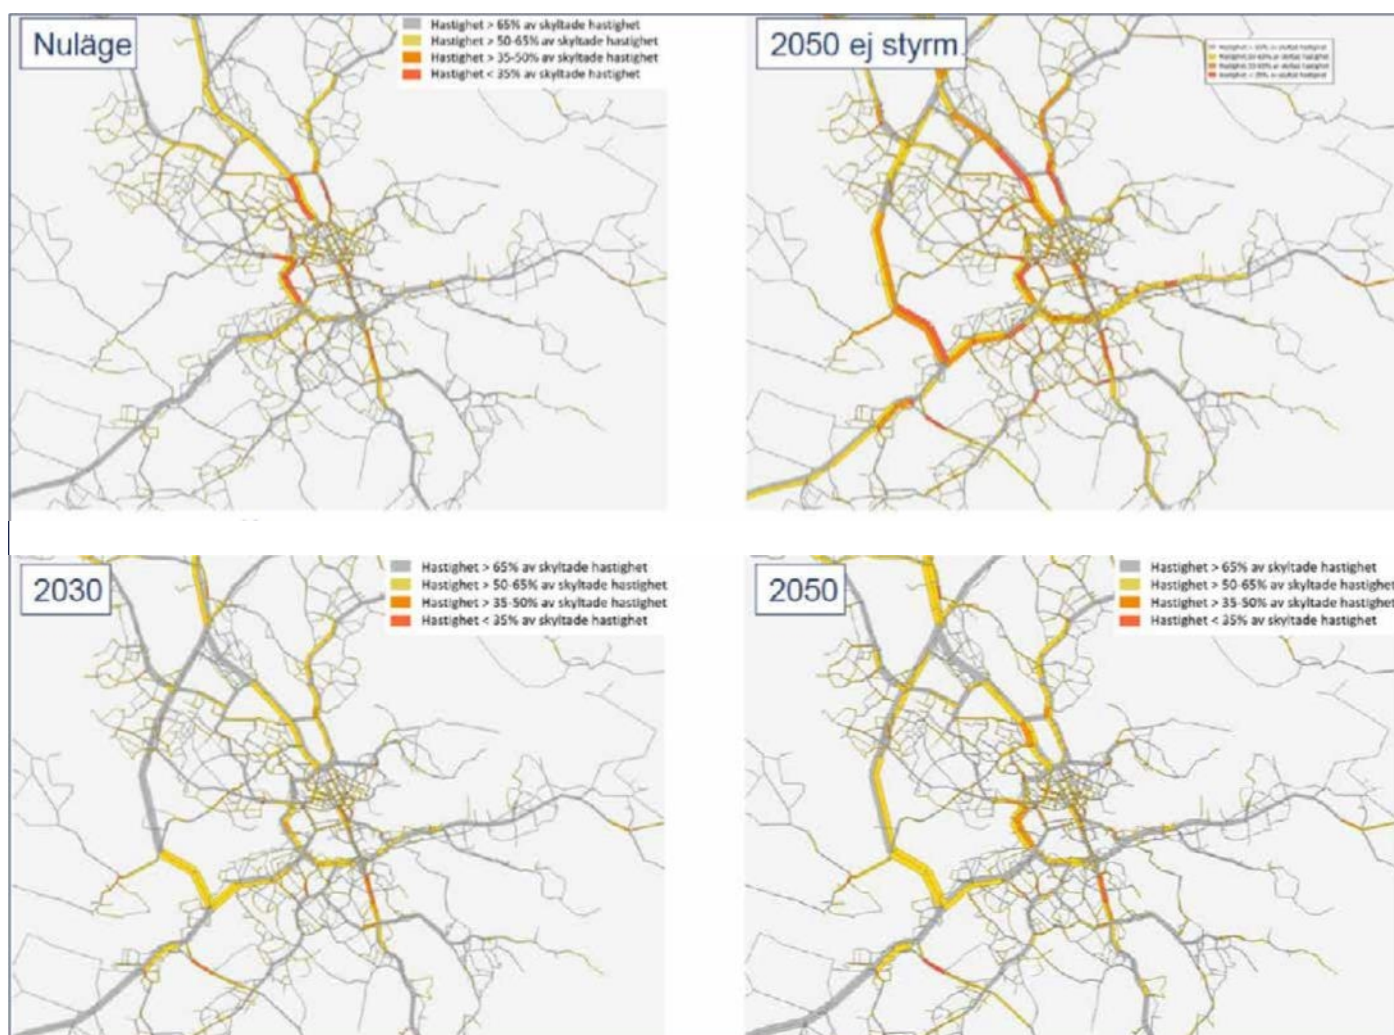 Nuläge
Hastighet > 65% av skyltade hastighet
Hastighet > 50-65% av skyltade hastighet
Hastighet > 35-50% av skyltade hastighet
Hastighet < 35% av skyltade hastighet
2050 ej styrm
2030
Hastighet > 65% av skyltade hastighet
Hastighet > 50-65% av skyltade hastighet
Hastighet > 35-50% av skyltade hastighet
Hastighet < 35% av skyltade hastighet
2050
Hastighet > 65% av skyltade hastighet
Hastighet > 50-65% av skyltade hastighet
Hastighet > 35-50% av skyltade hastighet
Hastighet < 35% av skyltade hastighet